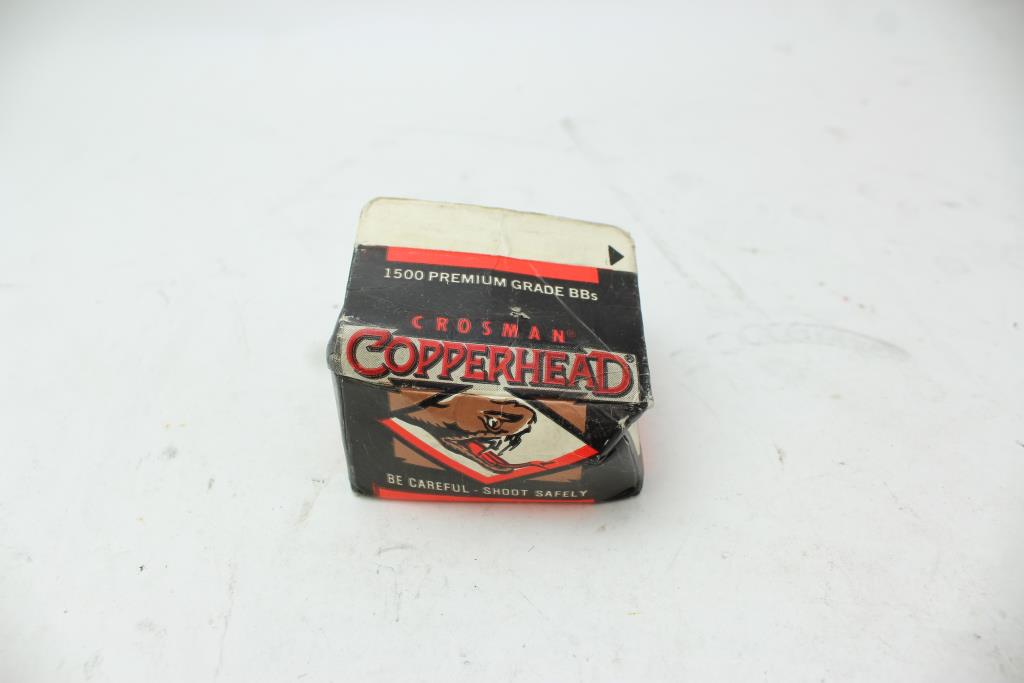 1500 PREMIUM GRADE BBs
CROSMAN®
COPPERHEAD®
BE CAREFUL - SHOOT SAFELY